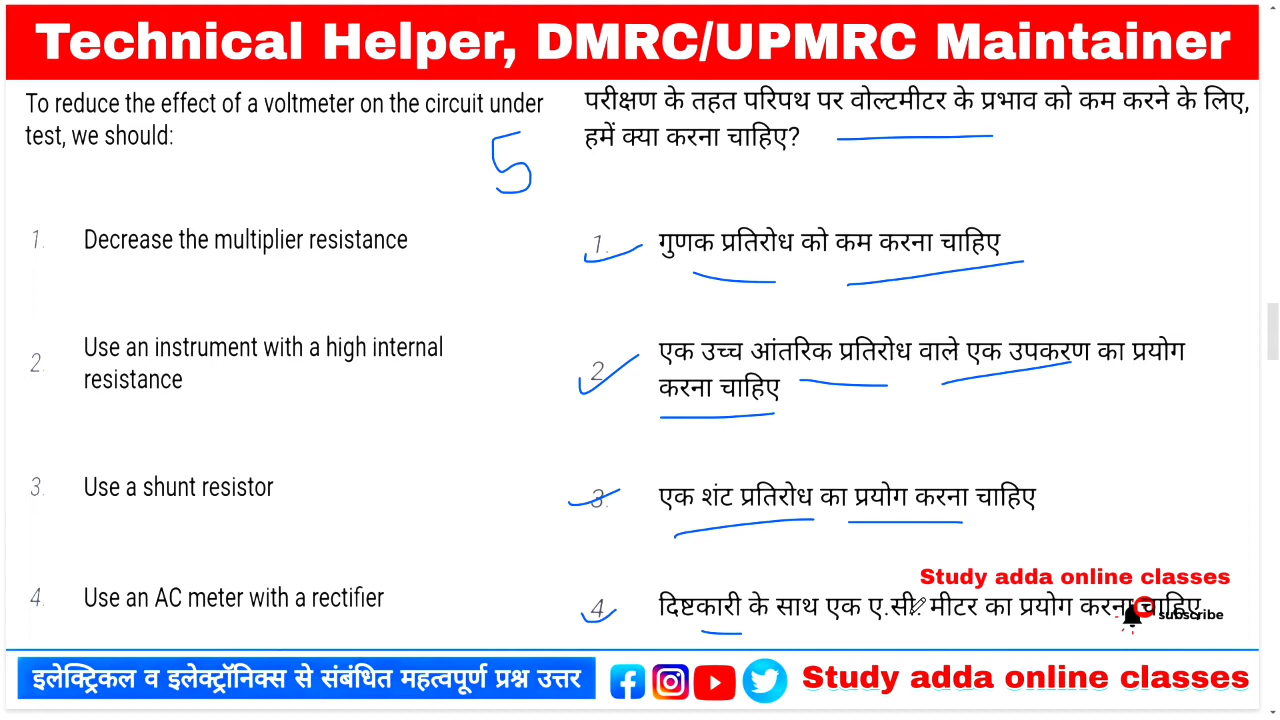 Technical Helper, DMRC/UPMRC Maintainer
To reduce the effect of a voltmeter on the circuit under
test, we should:
5
1. Decrease the multiplier resistance
2. Use an instrument with a high internal
resistance
3. Use a shunt resistor
4. Use an AC meter with a rectifier
परीक्षण के तहत परिपथ पर वोल्टमीटर के प्रभाव को कम करने के लिए,
हमें क्या करना चाहिए?
1. गुणक प्रतिरोध को कम करना चाहिए
2 एक उच्च आंतरिक प्रतिरोध वाले एक उपकरण का प्रयोग
करना चाहिए
3. एक शंट प्रतिरोध का प्रयोग करना चाहिए
Study adda online classes
4 दिष्टकारी के साथ एक ए.सी. मीटर का प्रयोग करना चाहिए
subscribe
इलेक्ट्रिकल व इलेक्ट्रॉनिक्स से संबंधित महत्वपूर्ण प्रश्न उत्तर
Study adda online classes